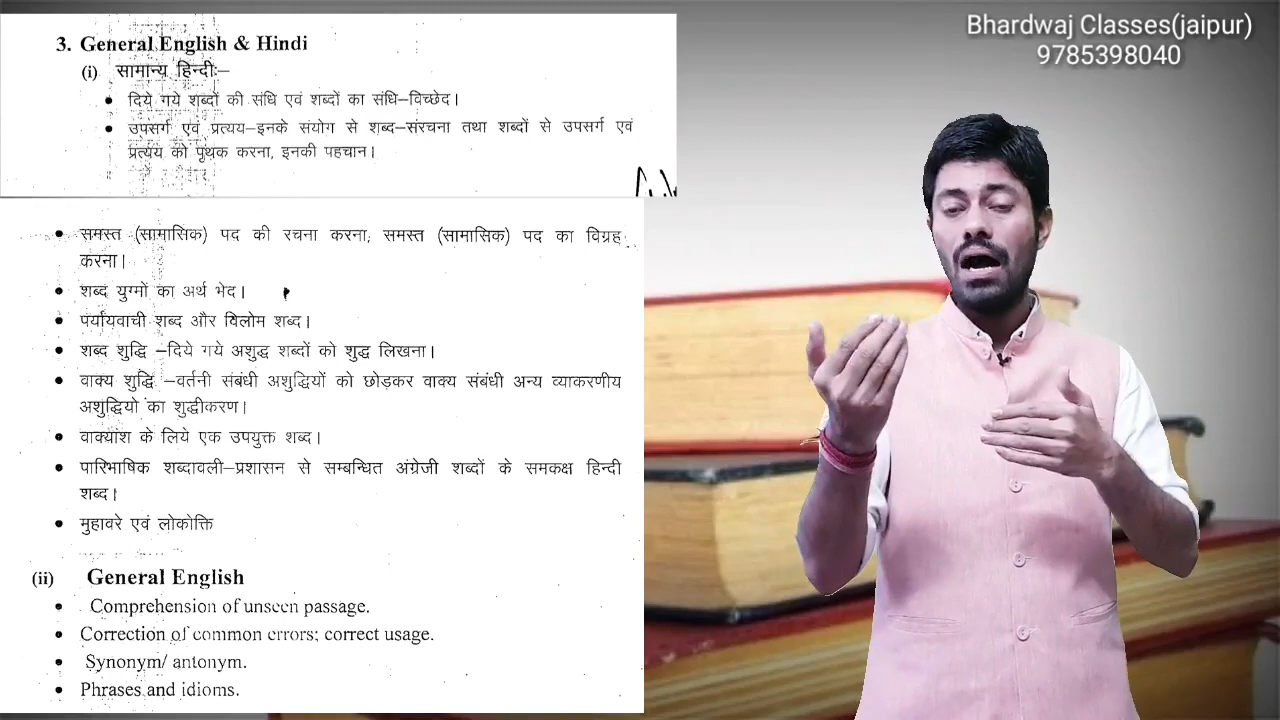 Bhardwaj Classes(jaipur)
9785398040
3. General English & Hindi
(i) सामान्य हिन्दीः–
• दिये गये शब्दों की संधि एवं शब्दों का संधि–विच्छेद।
• उपसर्ग एवं प्रत्यय–इनके संयोग से शब्द–संरचना तथा शब्दों से उपसर्ग एवं
प्रत्यय को पृथक करना, इनकी पहचान।
• समस्त (सामासिक) पद की रचना करना, समस्त (सामासिक) पद का विग्रह
करना।
• शब्द युग्मों का अर्थ भेद।
• पर्यायवाची शब्द और विलोम शब्द।
• शब्द शुद्धि –दिये गये अशुद्ध शब्दों को शुद्ध लिखना।
• वाक्य शुद्धि –वर्तनी संबंधी अशुद्धियों को छोड़कर वाक्य संबंधी अन्य व्याकरणीय
अशुद्धियो का शुद्धीकरण।
• वाक्यांश के लिये एक उपयुक्त शब्द।
• पारिभाषिक शब्दावली–प्रशासन से सम्बन्धित अंग्रेजी शब्दों के समकक्ष हिन्दी
शब्द।
• मुहावरे एवं लोकोक्ति
(ii) General English
• Comprehension of unseen passage.
• Correction of common errors; correct usage.
• Synonym/ antonym.
• Phrases and idioms.